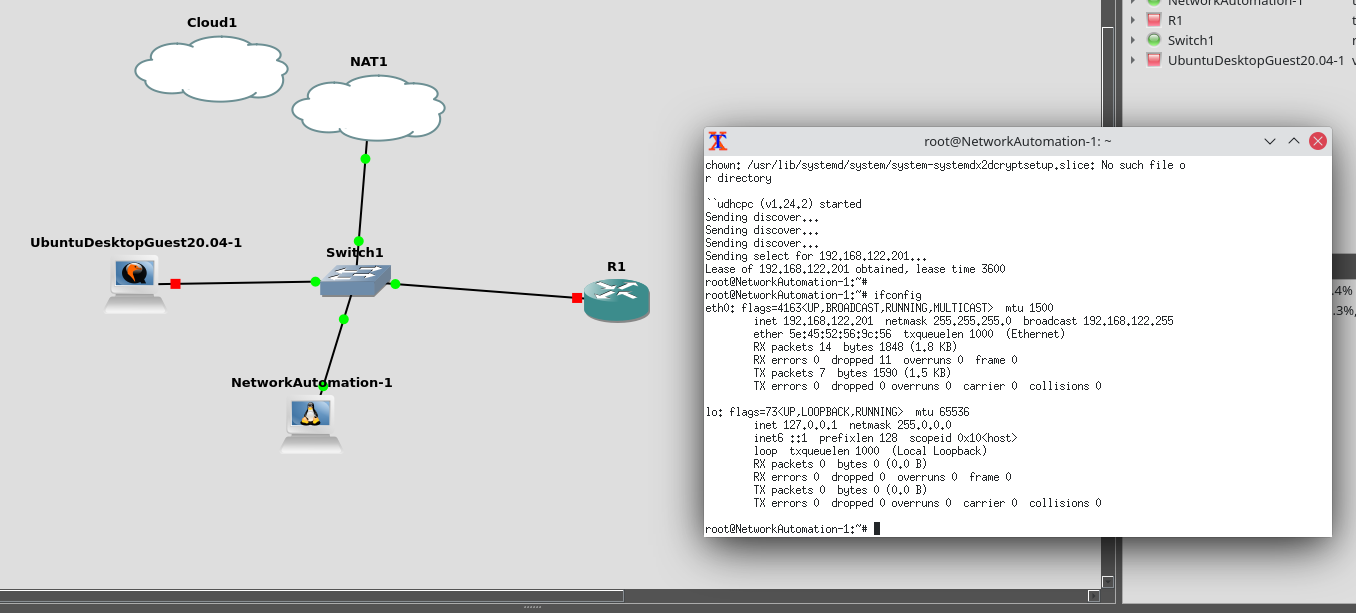 Cloud1
NAT1
UbuntuDesktopGuest20.04-1
Switch1
R1
NetworkAutomation-1
NetworkAutomation-1
R1
Switch1
UbuntuDesktopGuest20.04-1
root@NetworkAutomation-1: ~
chown: /usr/lib/systemd/system/system-systemdx2dcryptsetup.slice: No such file o
r directory
``udhcpc (v1.24.2) started
Sending discover...
Sending discover...
Sending discover...
Sending select for 192.168.122.201...
Lease of 192.168.122.201 obtained, lease time 3600
root@NetworkAutomation-1:~#
root@NetworkAutomation-1:~# ifconfig
eth0: flags=4163<UP,BROADCAST,RUNNING,MULTICAST>  mtu 1500
inet 192.168.122.201  netmask 255.255.255.0  broadcast 192.168.122.255
ether 5e:45:52:56:9c:56  txqueuelen 1000  (Ethernet)
RX packets 14  bytes 1848 (1.8 KB)
RX errors 0  dropped 11  overruns 0  frame 0
TX packets 7  bytes 1590 (1.5 KB)
TX errors 0  dropped 0 overruns 0  carrier 0  collisions 0
lo: flags=73<UP,LOOPBACK,RUNNING>  mtu 65536
inet 127.0.0.1  netmask 255.0.0.0
inet6 ::1  prefixlen 128  scopeid 0x10<host>
loop  txqueuelen 1000  (Local Loopback)
RX packets 0  bytes 0 (0.0 B)
RX errors 0  dropped 0  overruns 0  frame 0
TX packets 0  bytes 0 (0.0 B)
TX errors 0  dropped 0 overruns 0  carrier 0  collisions 0
root@NetworkAutomation-1:~#
.4%
.3%,